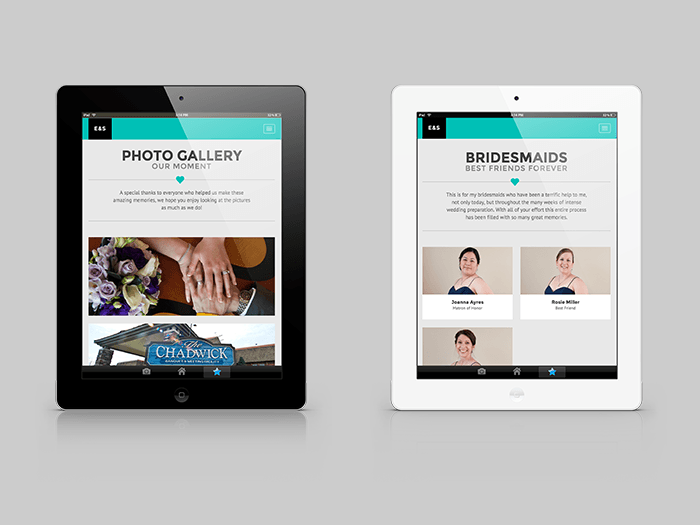 E&S
PHOTO GALLERY
OUR MOMENT
A special thanks to everyone who helped us make these
amazing memories, we hope you enjoy looking at the pictures
as much as we do!
The
CHADWICK
E&S
BRIDESMAIDS
BEST FRIENDS FOREVER
This is for my bridesmaids who have been a terrific help to me,
not only today, but throughout the many weeks of intense
wedding preparation. With all of your effort this entire process
has been filled with so many great memories.
Joanna Ayres
Matron of Honor
Rosie Miller
Best Friend